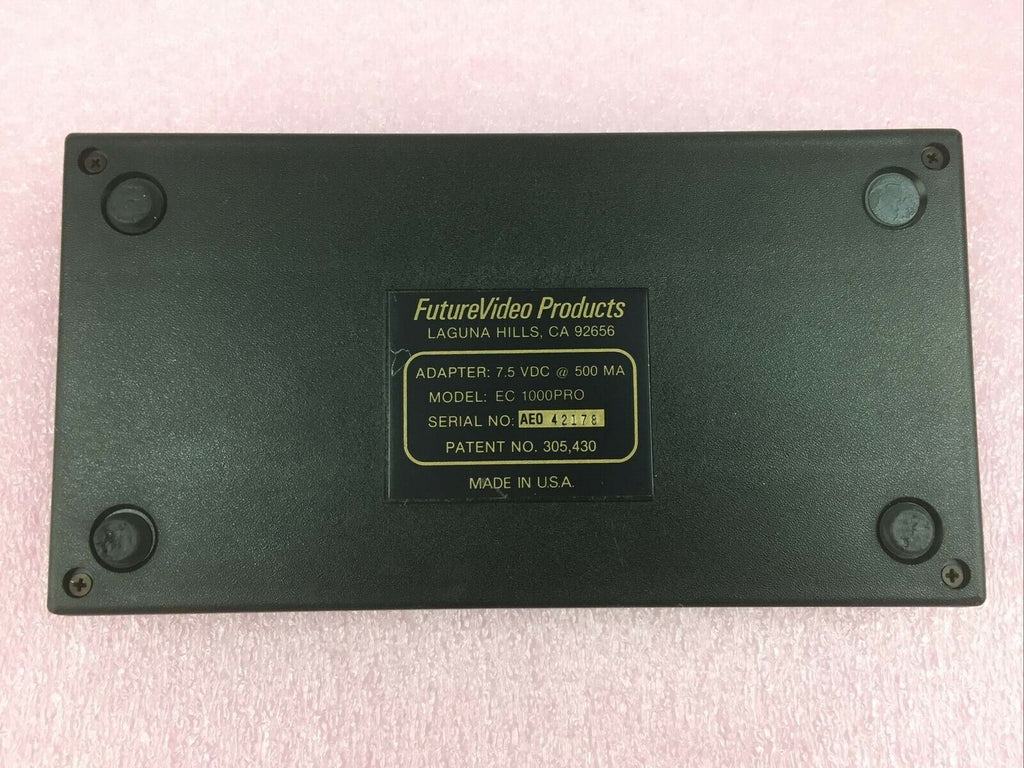 FutureVideo Products
LAGUNA HILLS, CA 92656
ADAPTER: 7.5 VDC @ 500 MA
MODEL: EC 1000PRO
SERIAL NO: AEO 42178
PATENT NO. 305,430
MADE IN U.S.A.